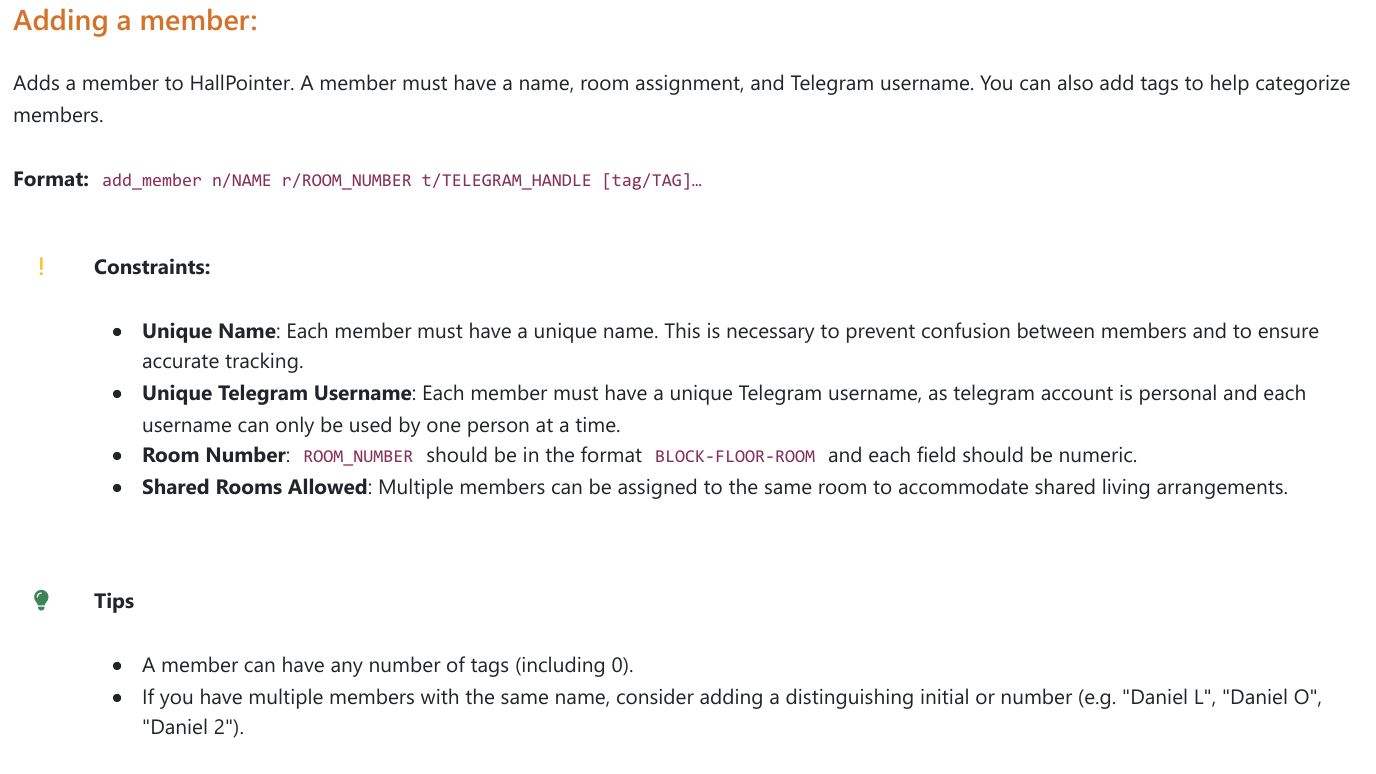 Adding a member:
Adds a member to HallPointer. A member must have a name, room assignment, and Telegram username. You can also add tags to help categorize
members.
Format: add_member n/NAME r/ROOM_NUMBER t/TELEGRAM_HANDLE [tag/TAG]…
Constraints:
Unique Name: Each member must have a unique name. This is necessary to prevent confusion between members and to ensure
accurate tracking.
Unique Telegram Username: Each member must have a unique Telegram username, as telegram account is personal and each
username can only be used by one person at a time.
Room Number: ROOM_NUMBER should be in the format BLOCK-FLOOR-ROOM and each field should be numeric.
Shared Rooms Allowed: Multiple members can be assigned to the same room to accommodate shared living arrangements.
Tips
A member can have any number of tags (including 0).
If you have multiple members with the same name, consider adding a distinguishing initial or number (e.g. "Daniel L", "Daniel O",
"Daniel 2").